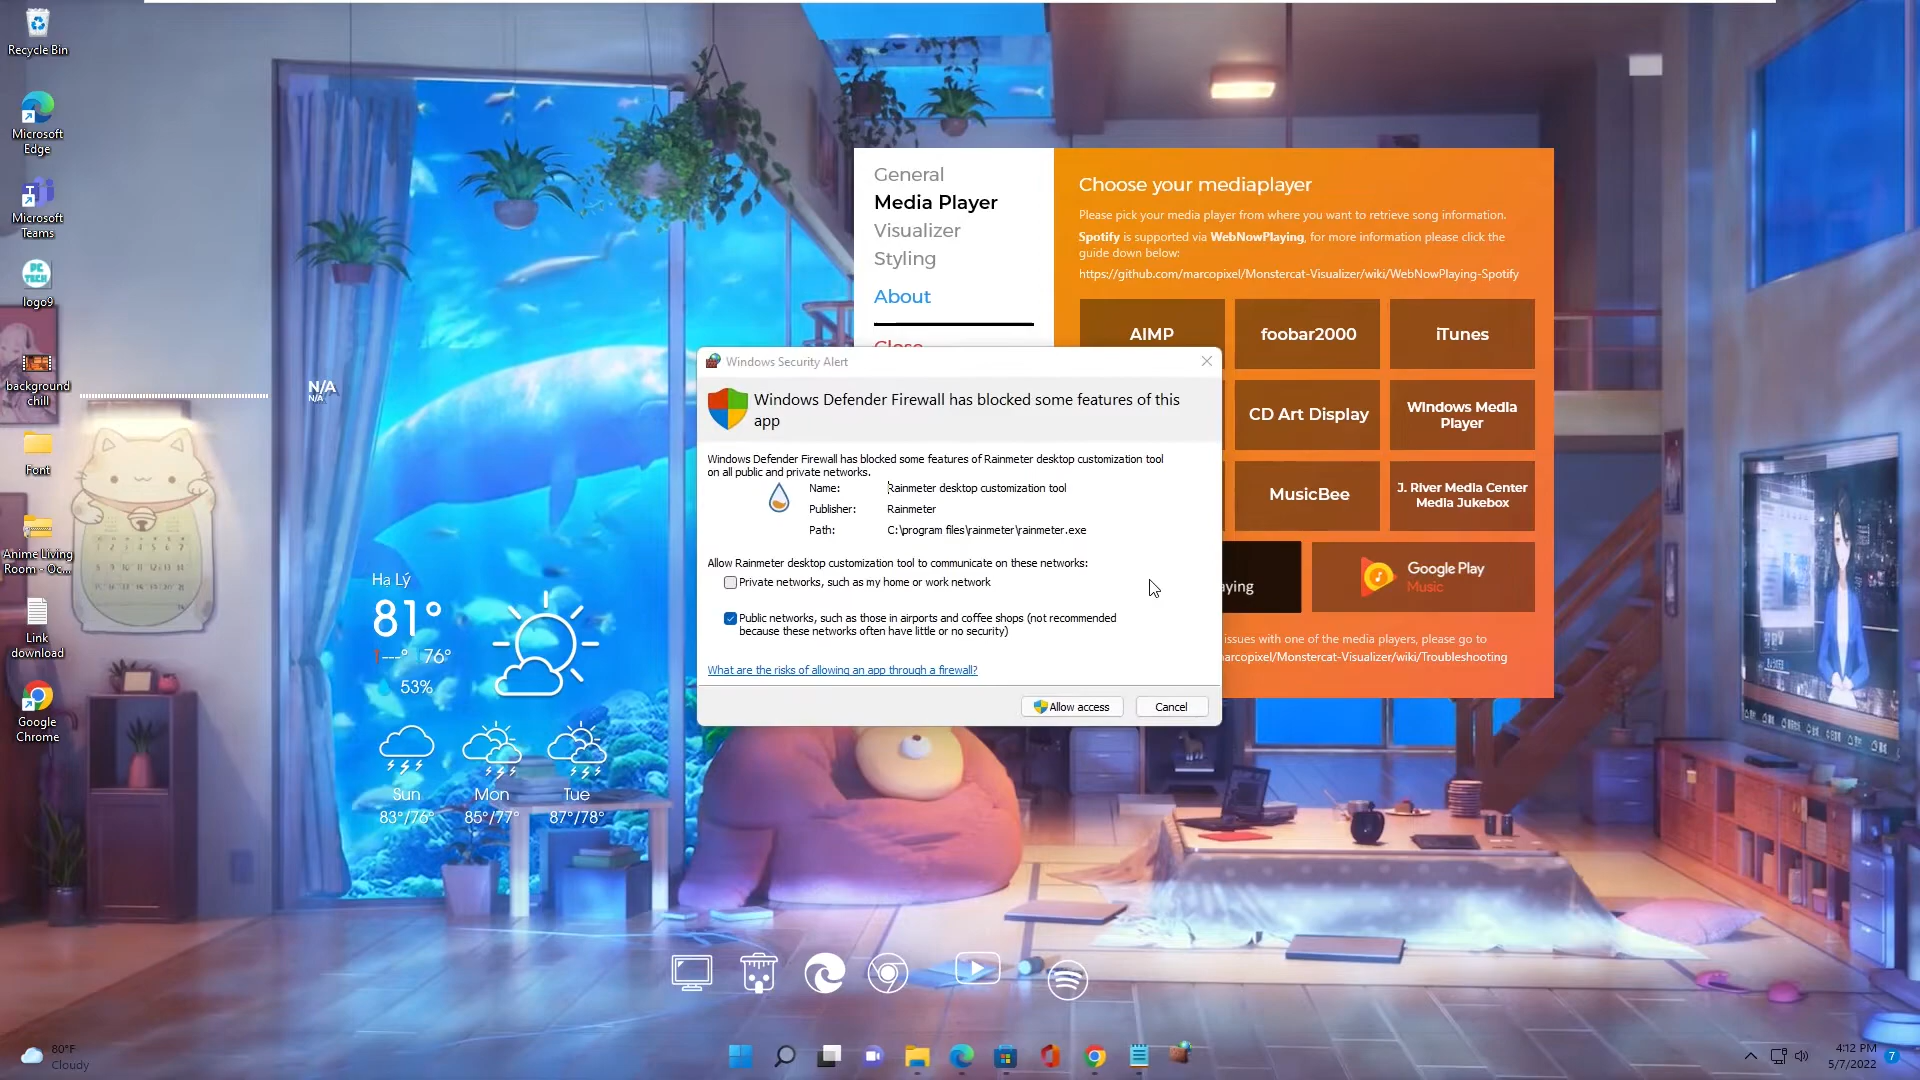 Recycle Bin
Microsoft
Edge
Microsoft
Teams
PC
TECH
logo9
background
chill
Font
Anime Living
Room - Oc...
Link
download
Google
Chrome
N/A
N/A
Hạ Lý
81°
---° 76°
53%
Sun
Mon
Tue
83°/76°
85°/77°
87°/78°
General
Media Player
Visualizer
Styling
About
Close
Choose your mediaplayer
Please pick your media player from where you want to retrieve song information.
Spotify is supported via WebNowPlaying, for more information please click the
guide down below:
https://github.com/marcopixel/Monstercat-Visualizer/wiki/WebNowPlaying-Spotify
AIMP
foobar2000
iTunes
CD Art Display
Windows Media
Player
MusicBee
J. River Media Center
Media Jukebox
aying
Google Play
Music
issues with one of the media players, please go to
arcopixel/Monstercat-Visualizer/wiki/Troubleshooting
Windows Security Alert
Windows Defender Firewall has blocked some features of this
app
Windows Defender Firewall has blocked some features of Rainmeter desktop customization tool
on all public and private networks.
Name: Rainmeter desktop customization tool
Publisher: Rainmeter
Path: C:\program files\rainmeter\rainmeter.exe
Allow Rainmeter desktop customization tool to communicate on these networks:
Private networks, such as my home or work network
Public networks, such as those in airports and coffee shops (not recommended
because these networks often have little or no security)
What are the risks of allowing an app through a firewall?
Allow access
Cancel
80°F
Cloudy
4:12 PM
5/7/2022
7